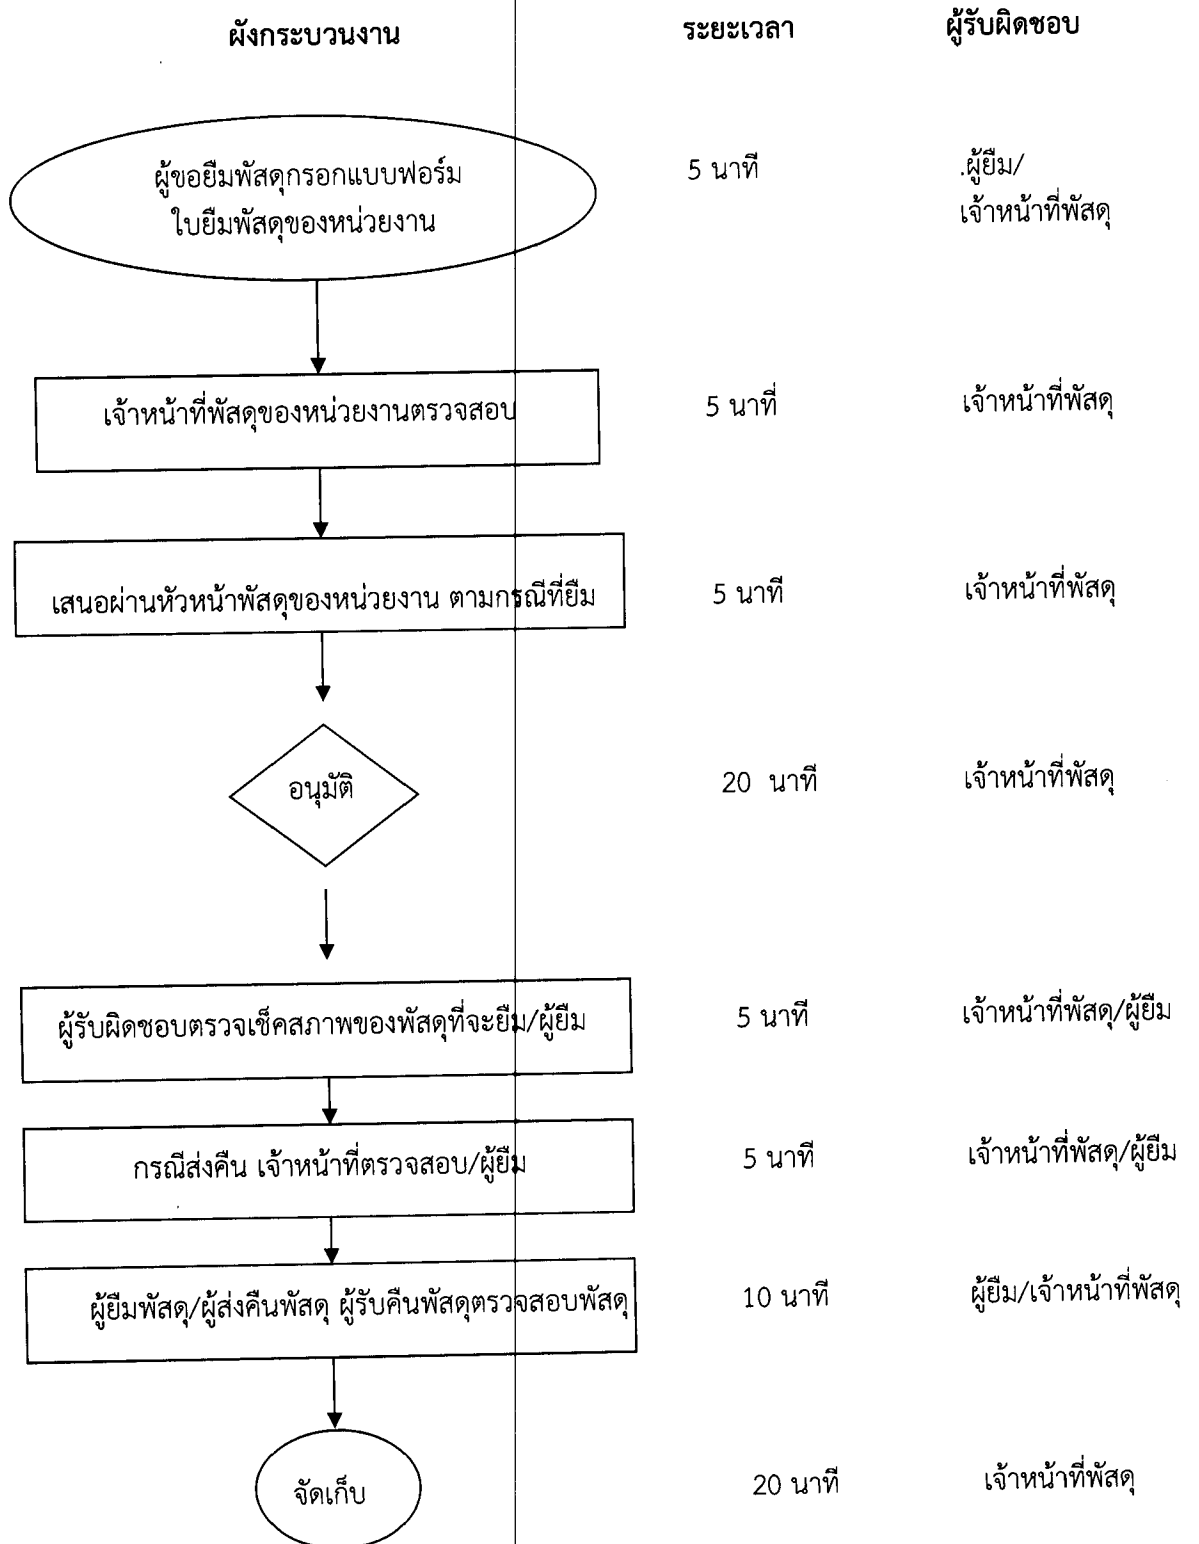 ผังกระบวนงาน ระยะเวลา ผู้รับผิดชอบ
ผู้ขอยืมพัสดุกรอกแบบฟอร์ม 5 นาที .ผู้ยืม/
ใบยืมพัสดุของหน่วยงาน เจ้าหน้าที่พัสดุ
เจ้าหน้าที่พัสดุของหน่วยงานตรวจสอบ 5 นาที่ เจ้าหน้าที่พัสดุ
เสนอผ่านหัวหน้าพัสดุของหน่วยงาน ตามกรณีที่ยืม 5 นาที เจ้าหน้าที่พัสดุ
อนุมัติ 20 นาที เจ้าหน้าที่พัสดุ
ผู้รับผิดชอบตรวจเช็คสภาพของพัสดุที่จะยืม/ผู้ยืม 5 นาที เจ้าหน้าที่พัสดุ/ผู้ยืม
กรณีส่งคืน เจ้าหน้าที่ตรวจสอบ/ผู้ยืม 5 นาที เจ้าหน้าที่พัสดุ/ผู้ยืม
ผู้ยืมพัสดุ/ผู้ส่งคืนพัสดุ ผู้รับคืนพัสดุตรวจสอบพัสดุ 10 นาที ผู้ยืม/เจ้าหน้าที่พัสดุ
จัดเก็บ 20 นาที เจ้าหน้าที่พัสดุ